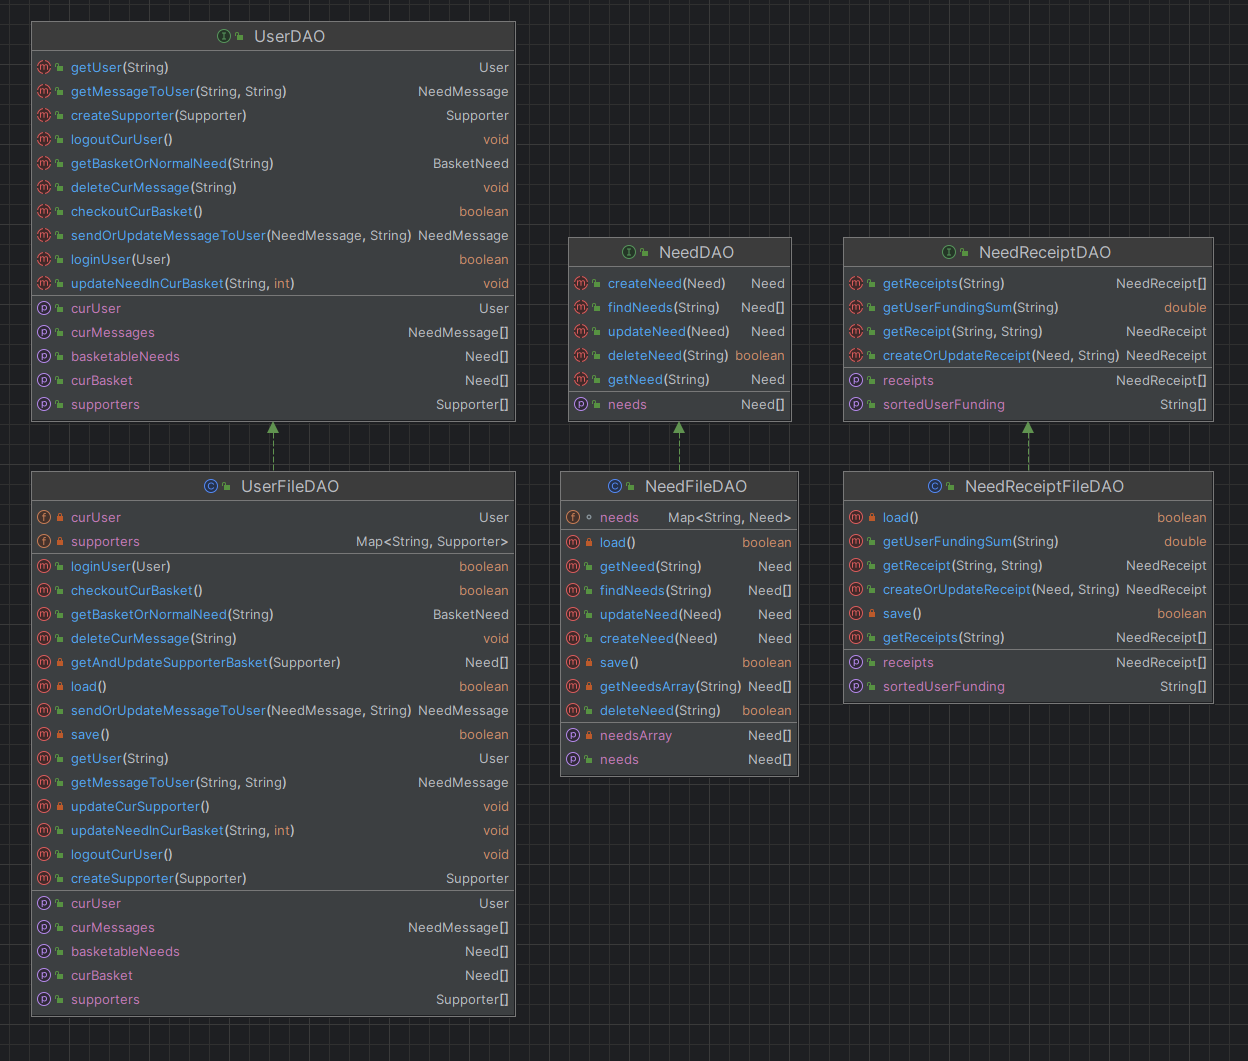 UserDAO
getUser(String) User
getMessageToUser(String, String) NeedMessage
createSupporter(Supporter) Supporter
logoutCurUser() void
getBasketOrNormalNeed(String) BasketNeed
deleteCurMessage(String) void
checkoutCurBasket() boolean
sendOrUpdateMessageToUser(NeedMessage, String) NeedMessage
loginUser(User) boolean
updateNeedInCurBasket(String, int) void
curUser User
curMessages NeedMessage[]
basketableNeeds Need[]
curBasket Need[]
supporters Supporter[]
NeedDAO
createNeed(Need) Need
findNeeds(String) Need[]
updateNeed(Need) Need
deleteNeed(String) boolean
getNeed(String) Need
needs Need[]
NeedReceiptDAO
getReceipts(String) NeedReceipt[]
getUserFundingSum(String) double
getReceipt(String, String) NeedReceipt
createOrUpdateReceipt(Need, String) NeedReceipt
receipts NeedReceipt[]
sortedUserFunding String[]
UserFileDAO
curUser User
supporters Map<String, Supporter>
loginUser(User) boolean
checkoutCurBasket() boolean
getBasketOrNormalNeed(String) BasketNeed
deleteCurMessage(String) void
getAndUpdateSupporterBasket(Supporter) Need[]
load() boolean
sendOrUpdateMessageToUser(NeedMessage, String) NeedMessage
save() boolean
getUser(String) User
getMessageToUser(String, String) NeedMessage
updateCurSupporter() void
updateNeedInCurBasket(String, int) void
logoutCurUser() void
createSupporter(Supporter) Supporter
curUser User
curMessages NeedMessage[]
basketableNeeds Need[]
curBasket Need[]
supporters Supporter[]
NeedFileDAO
needs Map<String, Need>
load() boolean
getNeed(String) Need
findNeeds(String) Need[]
updateNeed(Need) Need
createNeed(Need) Need
save() boolean
getNeedsArray(String) Need[]
deleteNeed(String) boolean
needsArray Need[]
needs Need[]
NeedReceiptFileDAO
load() boolean
getUserFundingSum(String) double
getReceipt(String, String) NeedReceipt
createOrUpdateReceipt(Need, String) NeedReceipt
save() boolean
getReceipts(String) NeedReceipt[]
receipts NeedReceipt[]
sortedUserFunding String[]